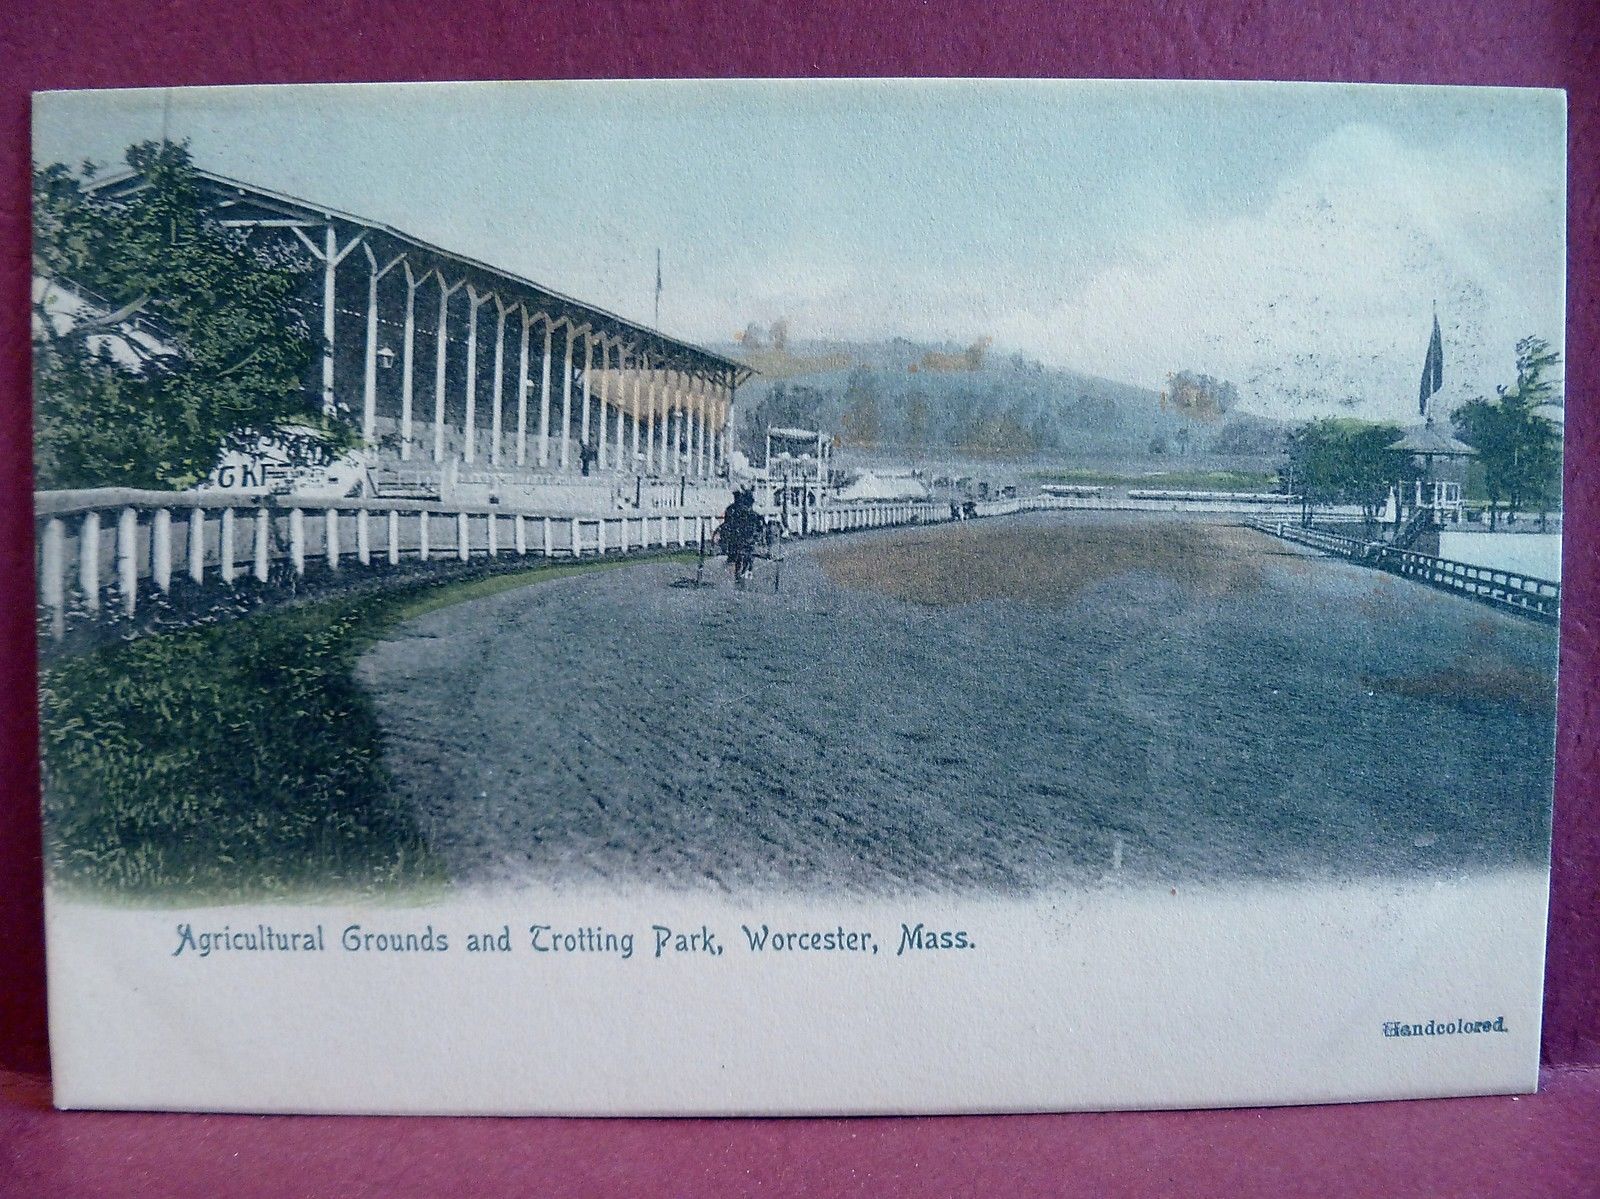 Agricultural Grounds and Trotting Park, Worcester, Mass.
Handcolored.